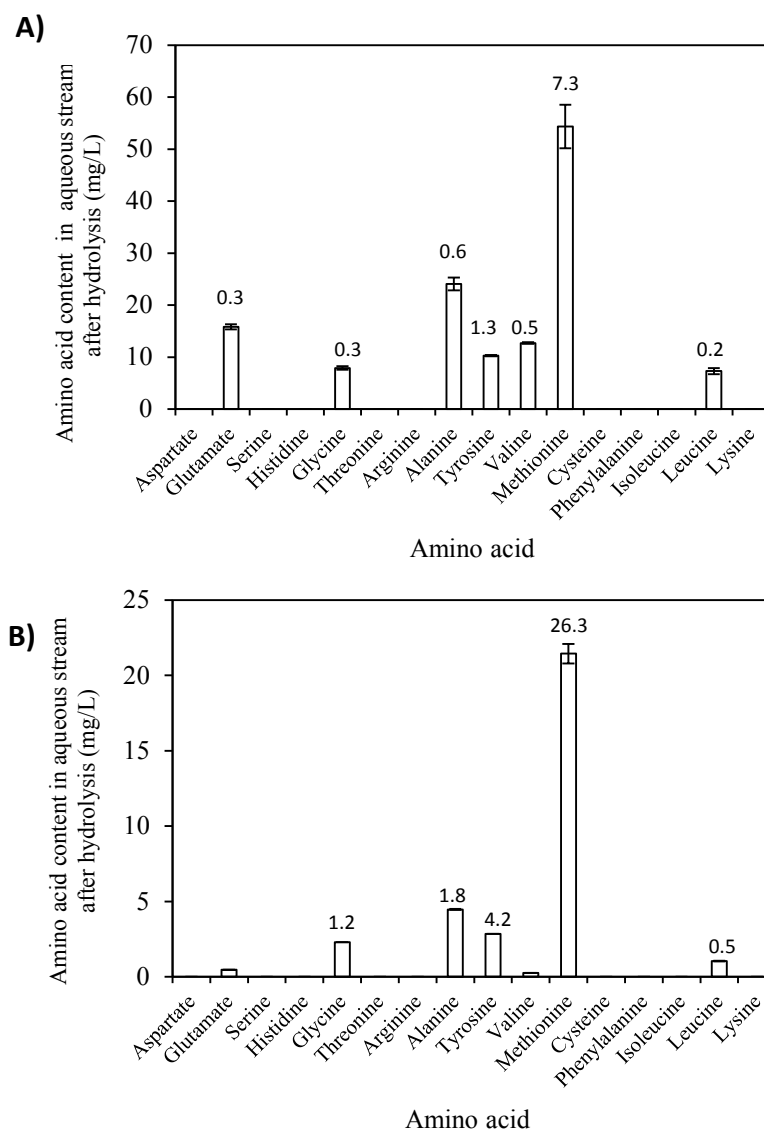 A)
Amino acid content in aqueous stream
after hydrolysis (mg/L)
70
60
50
40
30
20
10
0
0.3
0.3
0.6
1.3
0.5
7.3
0.2
Aspartate
Glutamate
Serine
Histidine
Glycine
Threonine
Arginine
Alanine
Tyrosine
Valine
Methionine
Cysteine
Phenylalanine
Isoleucine
Leucine
Lysine
Amino acid
B)
Amino acid content in aqueous stream
after hydrolysis (mg/L)
25
20
15
10
5
0
1.2
1.8
4.2
26.3
0.5
Aspartate
Glutamate
Serine
Histidine
Glycine
Threonine
Arginine
Alanine
Tyrosine
Valine
Methionine
Cysteine
Phenylalanine
Isoleucine
Leucine
Lysine
Amino acid